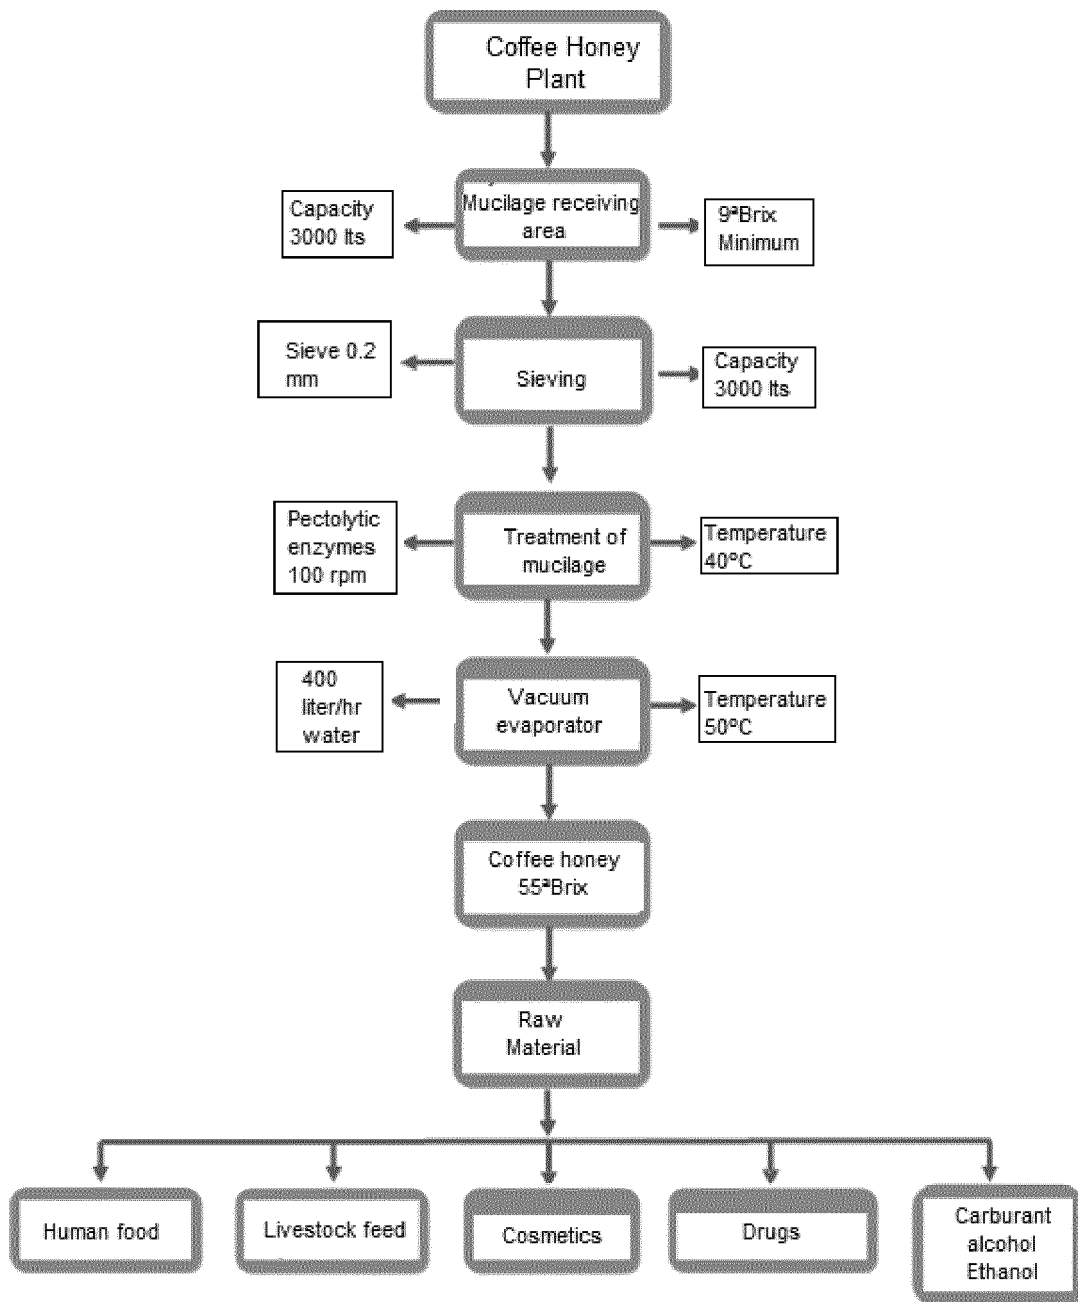 Coffee Honey
Plant
Mucilage receiving
area
Capacity
3000 lts
9ªBrix
Minimum
Sieve 0.2
mm
Sieving
Capacity
3000 lts
Pectolytic
enzymes
100 rpm
Treatment of
mucilage
Temperature
40ºC
400
liter/hr
water
Vacuum
evaporator
Temperature
50ºC
Coffee honey
55ªBrix
Raw
Material
Human food
Livestock feed
Cosmetics
Drugs
Carburant
alcohol
Ethanol